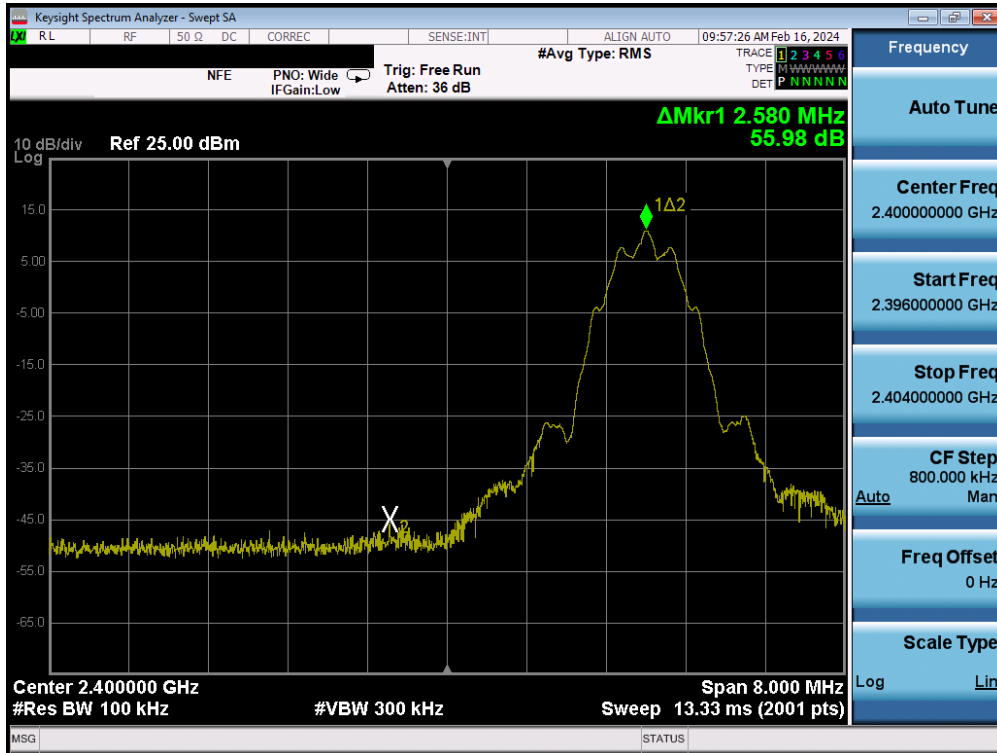 Keysight Spectrum Analyzer - Swept SA
LXI RL RF 50 Ω DC CORREC SENSE:INT ALIGN AUTO 09:57:26 AM Feb 16, 2024
NFE PNO: Wide Trig: Free Run #Avg Type: RMS TRACE 1 2 3 4 5 6
IFGain:Low Atten: 36 dB TYPE M WWWWW
DET P N N N N N
ΔMkr1 2.580 MHz
55.98 dB
10 dB/div Ref 25.00 dBm
Log
1Δ2
15.0
5.00
-5.00
-15.0
-25.0
-35.0
-45.0
X2
-55.0
-65.0
Center 2.400000 GHz Span 8.000 MHz
#Res BW 100 kHz #VBW 300 kHz Sweep 13.33 ms (2001 pts)
MSG STATUS
Frequency
Auto Tune
Center Freq
2.400000000 GHz
Start Freq
2.396000000 GHz
Stop Freq
2.404000000 GHz
CF Step
800.000 kHz
Auto Man
Freq Offset
0 Hz
Scale Type
Log Lin